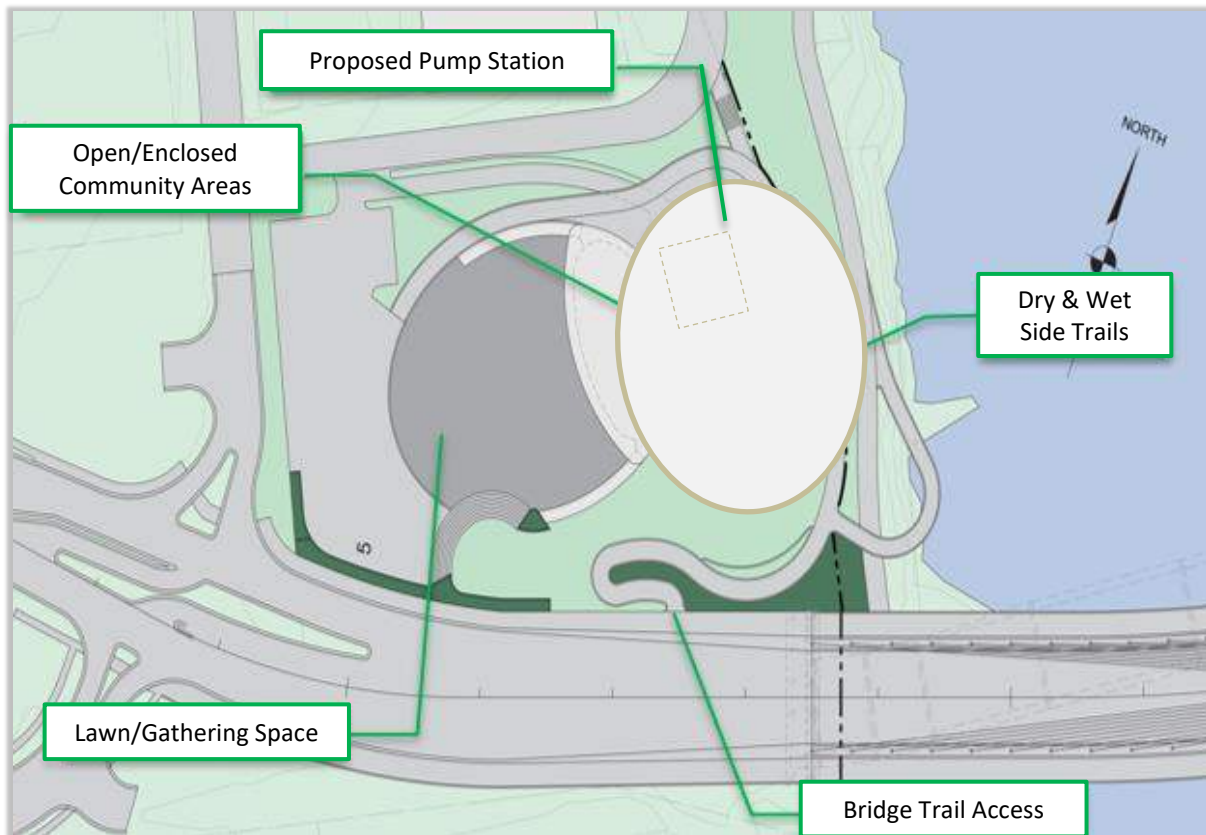 Proposed Pump Station
Open/Enclosed
Community Areas
NORTH
Dry & Wet
Side Trails
5
Lawn/Gathering Space
Bridge Trail Access